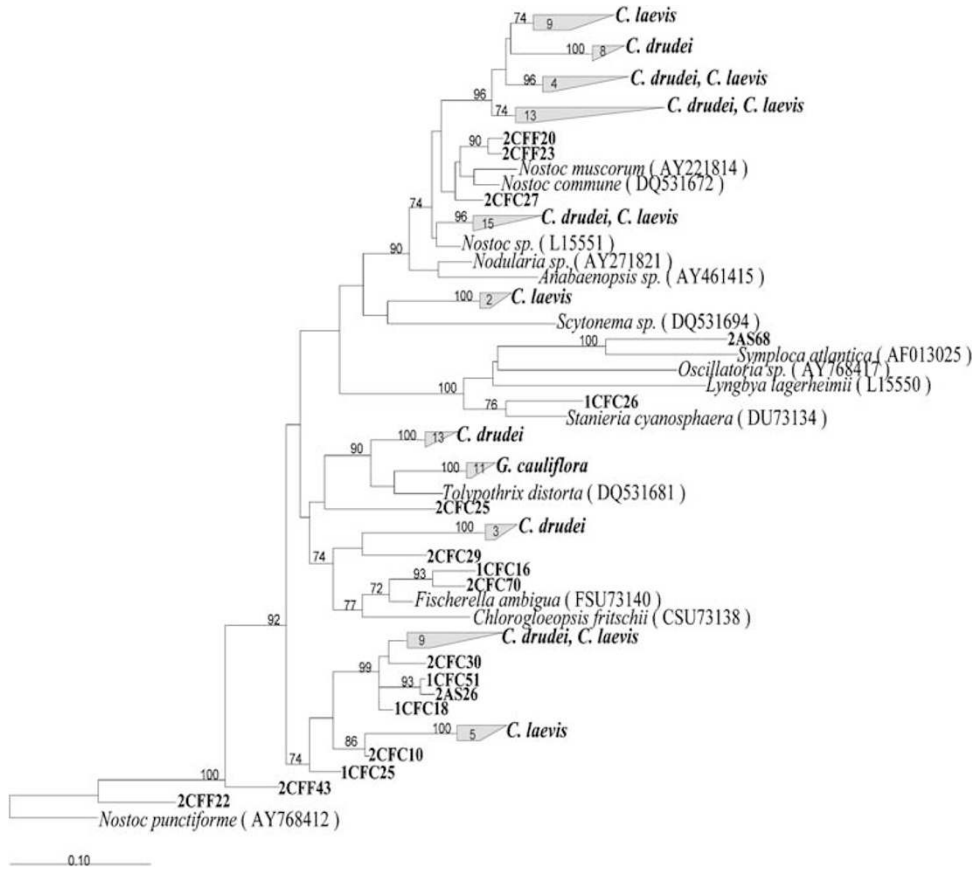 74 9 C. laevis
100 8 C. drudei
96 4 C. drudei, C. laevis
96
74 13 C. drudei, C. laevis
90 2CFF20
2CFF23
Nostoc muscorum ( AY221814 )
Nostoc commune ( DQ531672 )
2CFC27
74
96 15 C. drudei, C. laevis
Nostoc sp. ( L15551 )
90
Nodularia sp. ( AY271821 )
Anabaenopsis sp. ( AY461415 )
100 2 C. laevis
Scytonema sp. ( DQ531694 )
100 2AS68
Symploca atlantica ( AF013025 )
Oscillatoria sp. ( AY768417 )
Lyngbya lagerheimii ( L15550 )
100
76 1CFC26
Stanieria cyanosphaera ( DU73134 )
100 13 C. drudei
90
100 11 G. cauliflora
Tolypothrix distorta ( DQ531681 )
2CFC25
100 3 C. drudei
74
2CFC29
93 1CFC16
72 2CFC70
Fischerella ambigua ( FSU73140 )
77
Chlorogloeopsis fritschii ( CSU73138 )
92
9 C. drudei, C. laevis
99 2CFC30
93 1CFC51
2AS26
1CFC18
100 5 C. laevis
86 2CFC10
74 1CFC25
100 2CFF43
2CFF22
Nostoc punctiforme ( AY768412 )
0.10